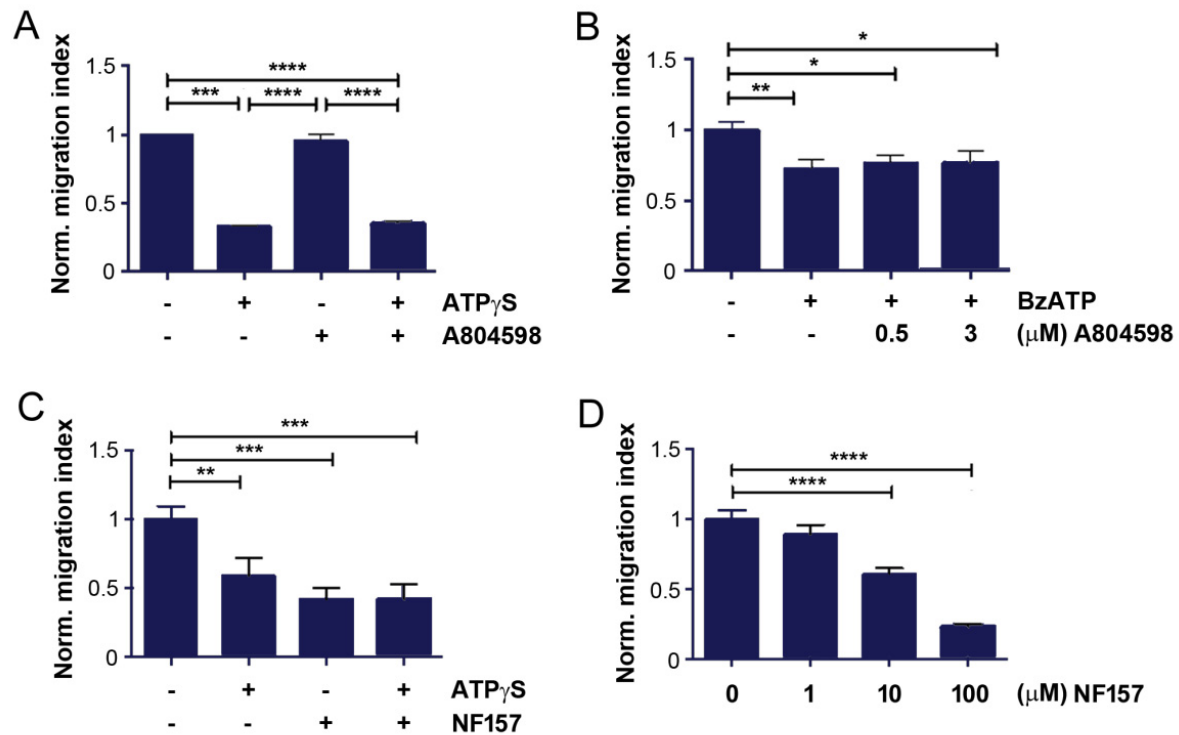 A
Norm. migration index
1.5
1
0.5
0
****
*** **** ****
- + - + ATPγS
- - + + A804598
B
Norm. migration index
1.5
1
0.5
0
*
*
**
- + + + BzATP
- - 0.5 3 (μM) A804598
C
Norm. migration index
1.5
1
0.5
0
***
***
**
- + - + ATPγS
- - + + NF157
D
Norm. migration index
1.5
1
0.5
0
****
****
0 1 10 100 (μM) NF157